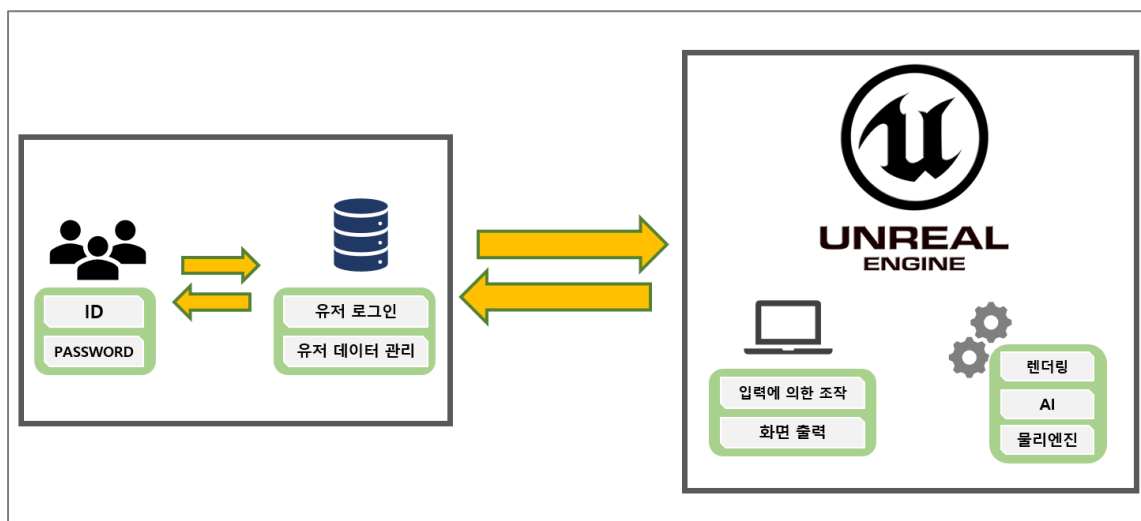 ID
PASSWORD
유저 로그인
유저 데이터 관리
UNREAL
ENGINE
입력에 의한 조작
화면 출력
렌더링
AI
물리엔진